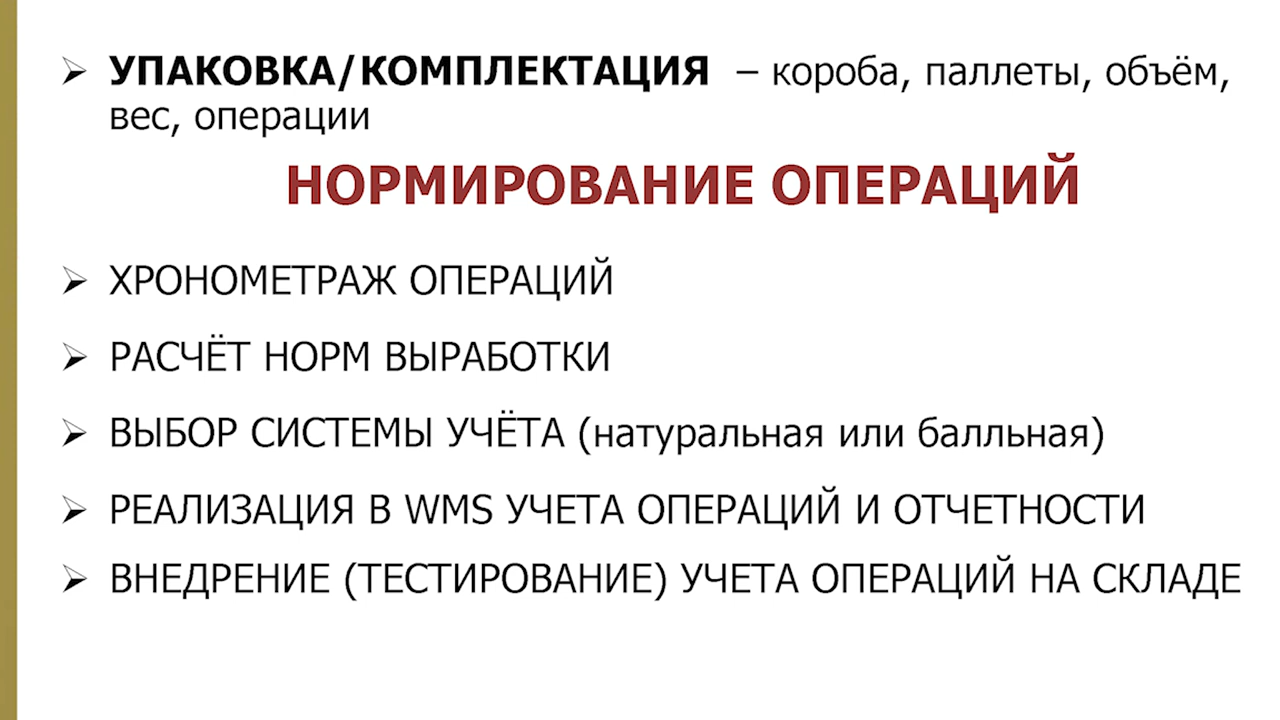 ➢ УПАКОВКА/КОМПЛЕКТАЦИЯ – короба, паллеты, объём,
вес, операции
НОРМИРОВАНИЕ ОПЕРАЦИЙ
➢ ХРОНОМЕТРАЖ ОПЕРАЦИЙ
➢ РАСЧЁТ НОРМ ВЫРАБОТКИ
➢ ВЫБОР СИСТЕМЫ УЧЁТА (натуральная или балльная)
➢ РЕАЛИЗАЦИЯ В WMS УЧЕТА ОПЕРАЦИЙ И ОТЧЕТНОСТИ
➢ ВНЕДРЕНИЕ (ТЕСТИРОВАНИЕ) УЧЕТА ОПЕРАЦИЙ НА СКЛАДЕ